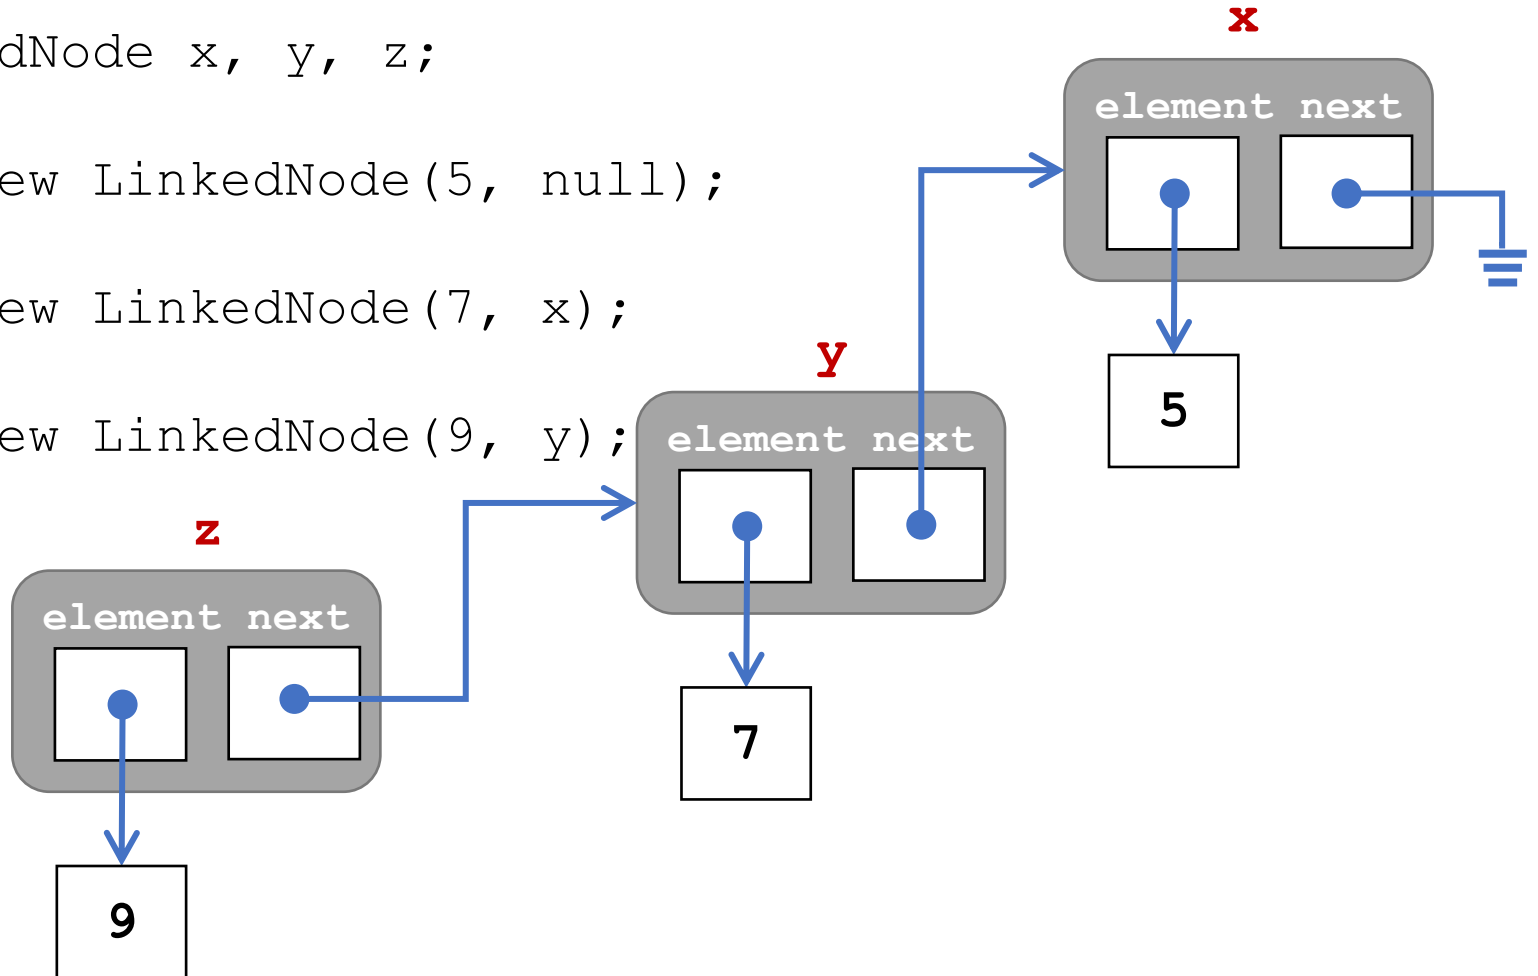 x
dNode x, y, z;
element next
ew LinkedNode(5, null);
ew LinkedNode(7, x);
y
5
ew LinkedNode(9, y);
element next
z
element next
7
9